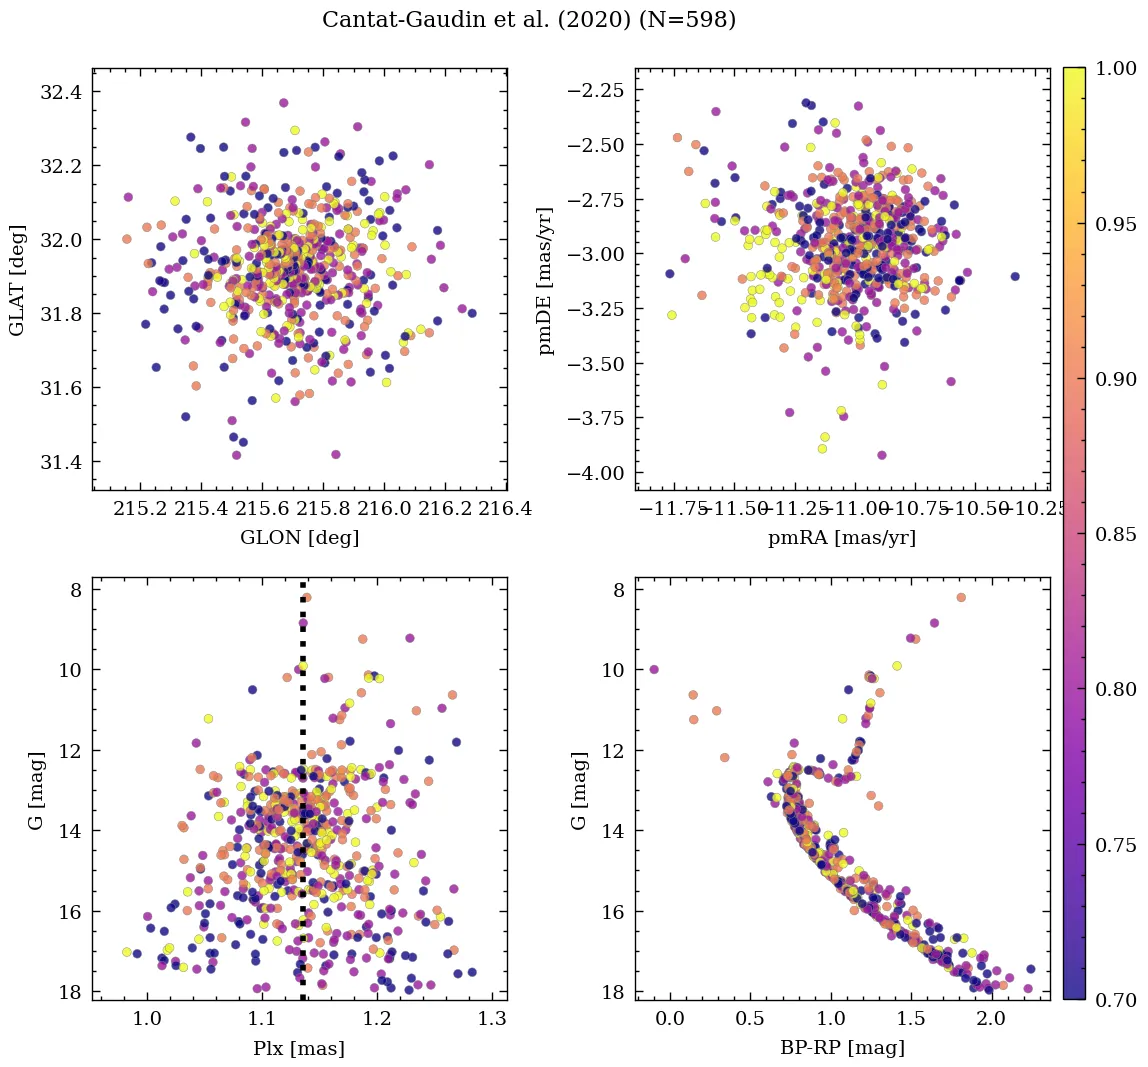 Cantat-Gaudin et al. (2020) (N=598)
32.4
32.2
32.0
31.8
31.6
31.4
GLAT [deg]
215.2 215.4 215.6 215.8 216.0 216.2 216.4
GLON [deg]
−2.25
−2.50
−2.75
−3.00
−3.25
−3.50
−3.75
−4.00
pmDE [mas/yr]
−11.75 −11.50 −11.25 −11.00 −10.75 −10.50 −10.25
pmRA [mas/yr]
8
10
12
14
16
18
G [mag]
1.0 1.1 1.2 1.3
Plx [mas]
8
10
12
14
16
18
G [mag]
0.0 0.5 1.0 1.5 2.0
BP-RP [mag]
1.00
0.95
0.90
0.85
0.80
0.75
0.70